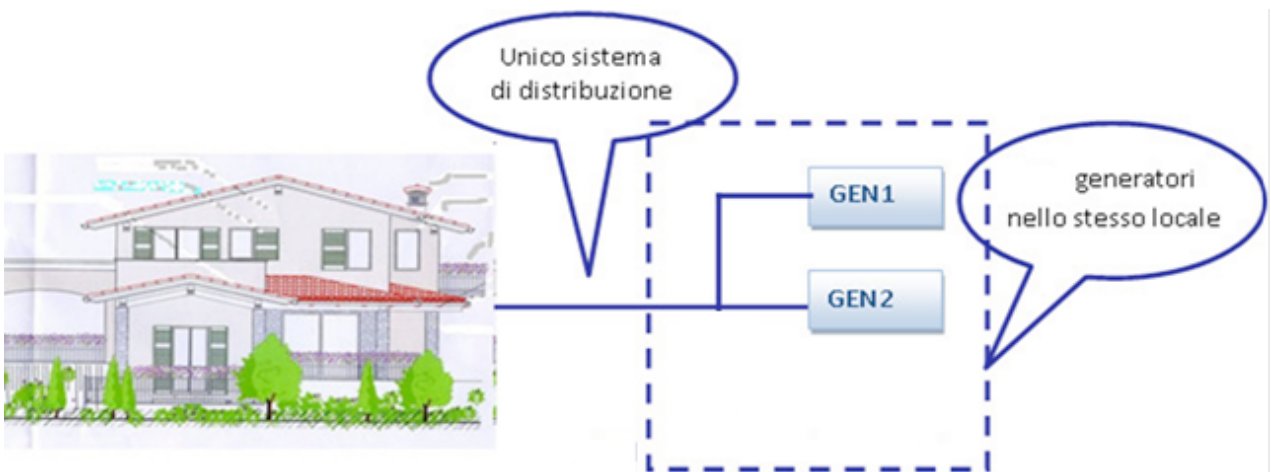 Unico sistema
di distribuzione
generatori
nello stesso locale
GEN1
GEN2